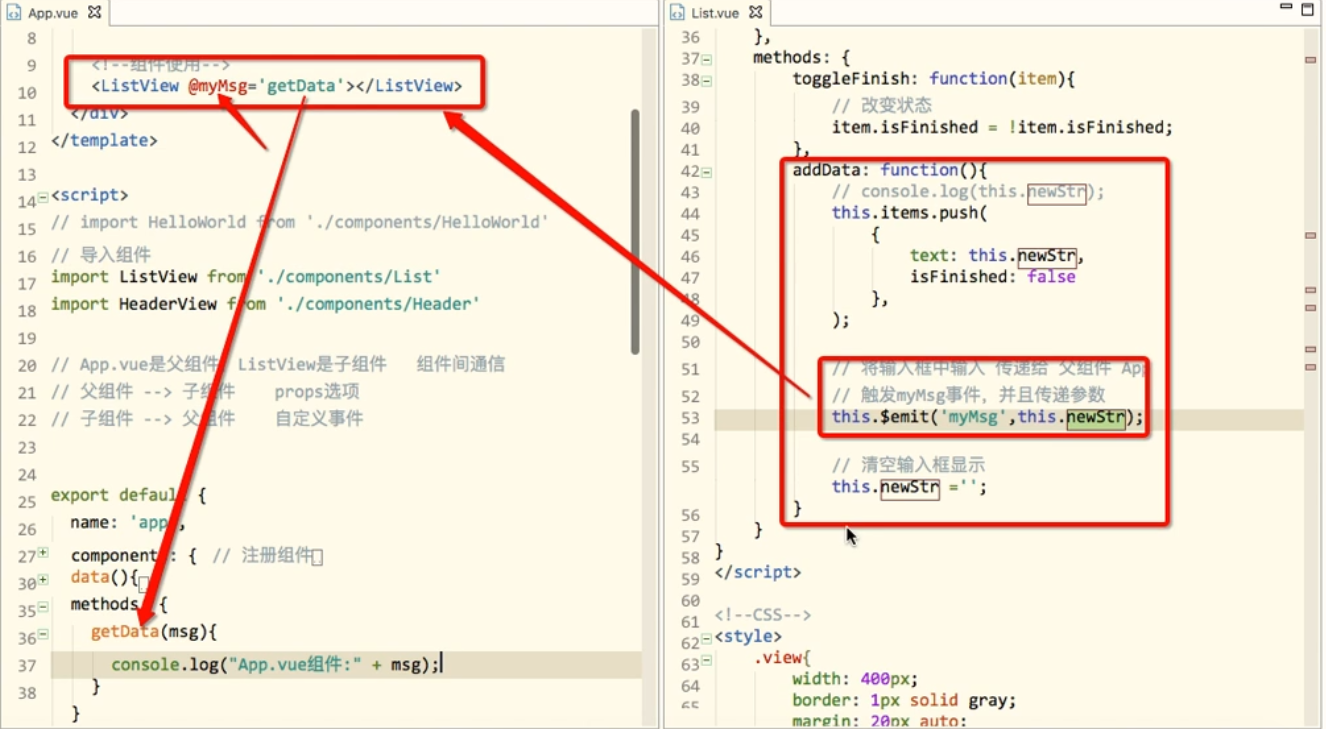 App.vue
8
9 <!--组件使用-->
10 <ListView @myMsg='getData'></ListView>
11 </div>
12 </template>
13
14 <script>
15 // import HelloWorld from './components/HelloWorld'
16 // 导入组件
17 import ListView from './components/List'
18 import HeaderView from './components/Header'
19
20 // App.vue是父组件 ListView是子组件 组件间通信
21 // 父组件 --> 子组件 props选项
22 // 子组件 --> 父组件 自定义事件
23
24
25 export default {
26 name: 'app',
27 components: { // 注册组件
30 data(){
35 methods: {
36 getData(msg){
37 console.log("App.vue组件:" + msg);
38 }
}
List.vue
36 },
37 methods: {
38 toggleFinish: function(item){
39 // 改变状态
40 item.isFinished = !item.isFinished;
41 },
42 addData: function(){
43 // console.log(this.newStr);
44 this.items.push(
45 {
46 text: this.newStr,
47 isFinished: false
48 },
49 );
50
51 // 将输入框中输入 传递给 父组件 App
52 // 触发myMsg事件，并且传递参数
53 this.$emit('myMsg',this.newStr);
54
55 // 清空输入框显示
this.newStr ='';
56 }
57 }
58 }
59 </script>
60
61 <!--CSS-->
62 <style>
63 .view{
64 width: 400px;
65 border: 1px solid gray;
margin: 20px auto;